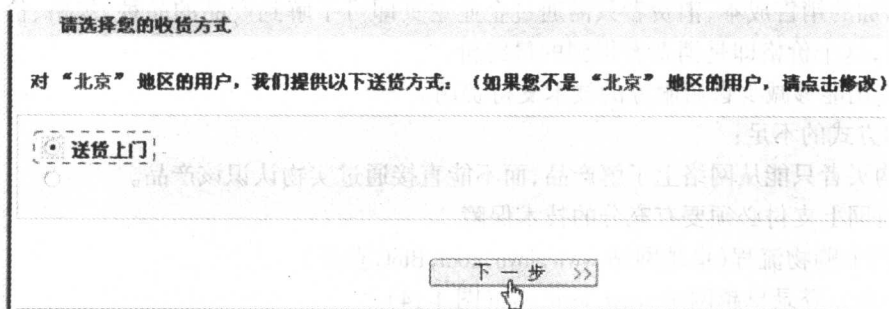 请选择您的收货方式
对“北京”地区的用户，我们提供以下送货方式：（如果您不是“北京”地区的用户，请点击修改）
送货上门
下一步 >>